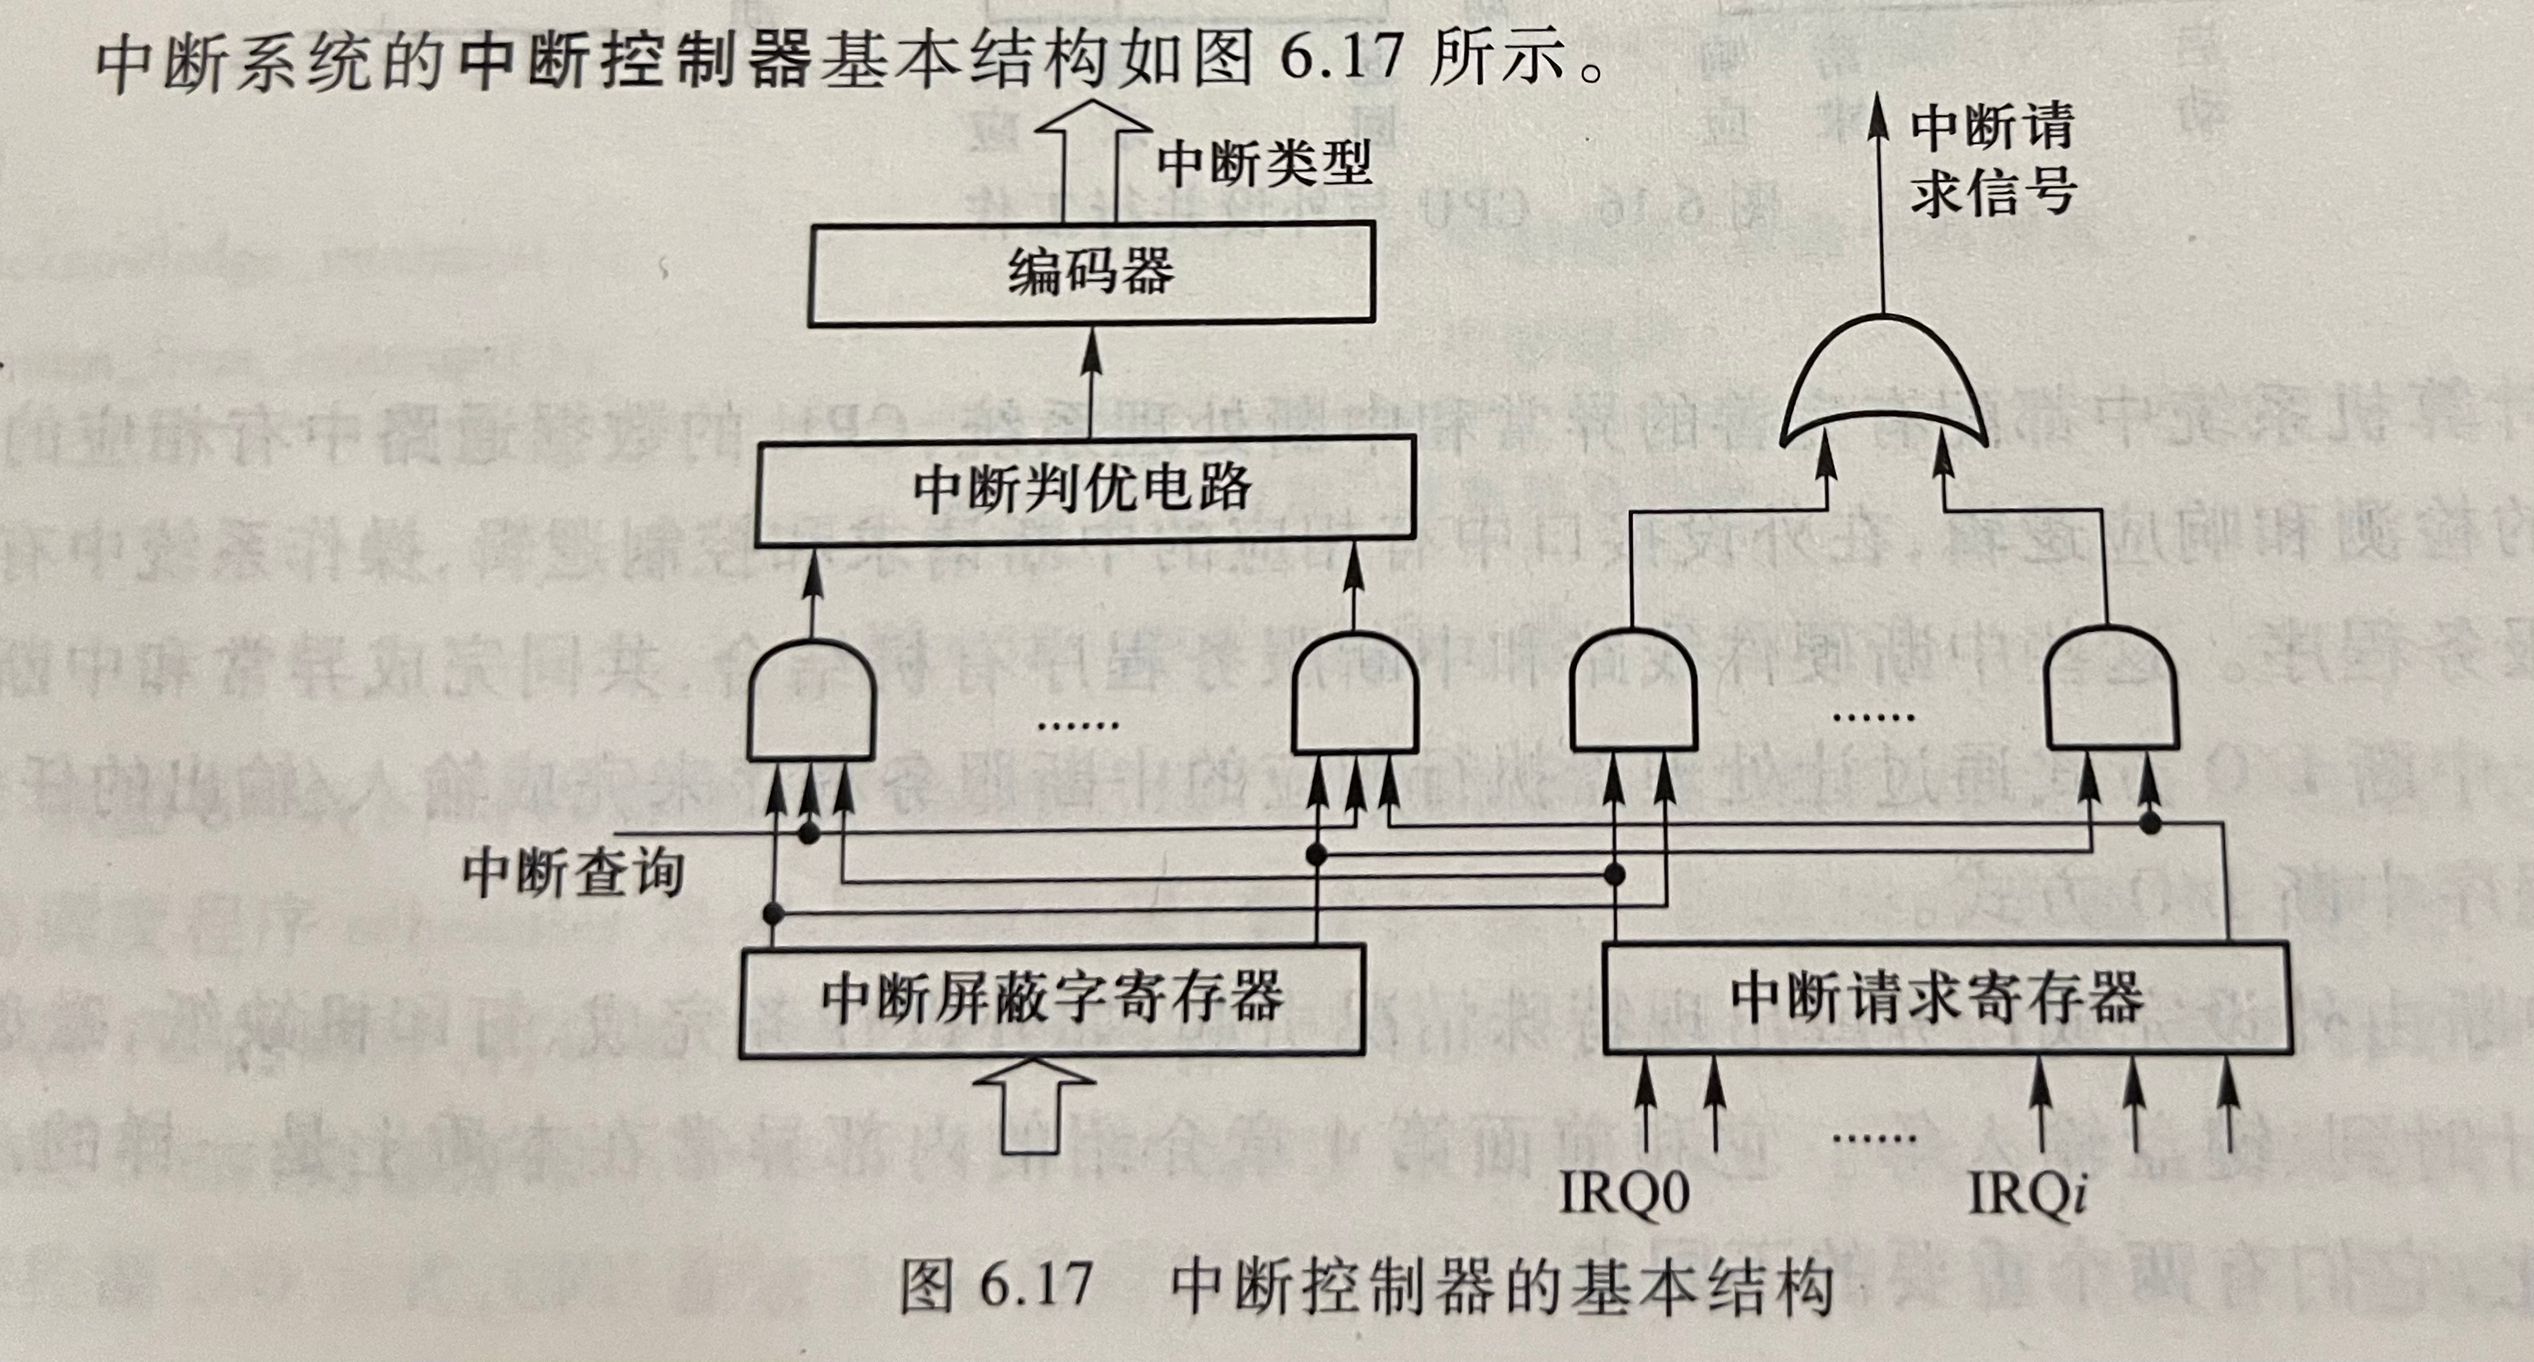 中断系统的中断控制器基本结构如图 6.17 所示。
中断类型
中断请
求信号
编码器
中断判优电路
......
......
中断查询
中断屏蔽字寄存器
中断请求寄存器
......
IRQ0
IRQi
图 6.17 中断控制器的基本结构